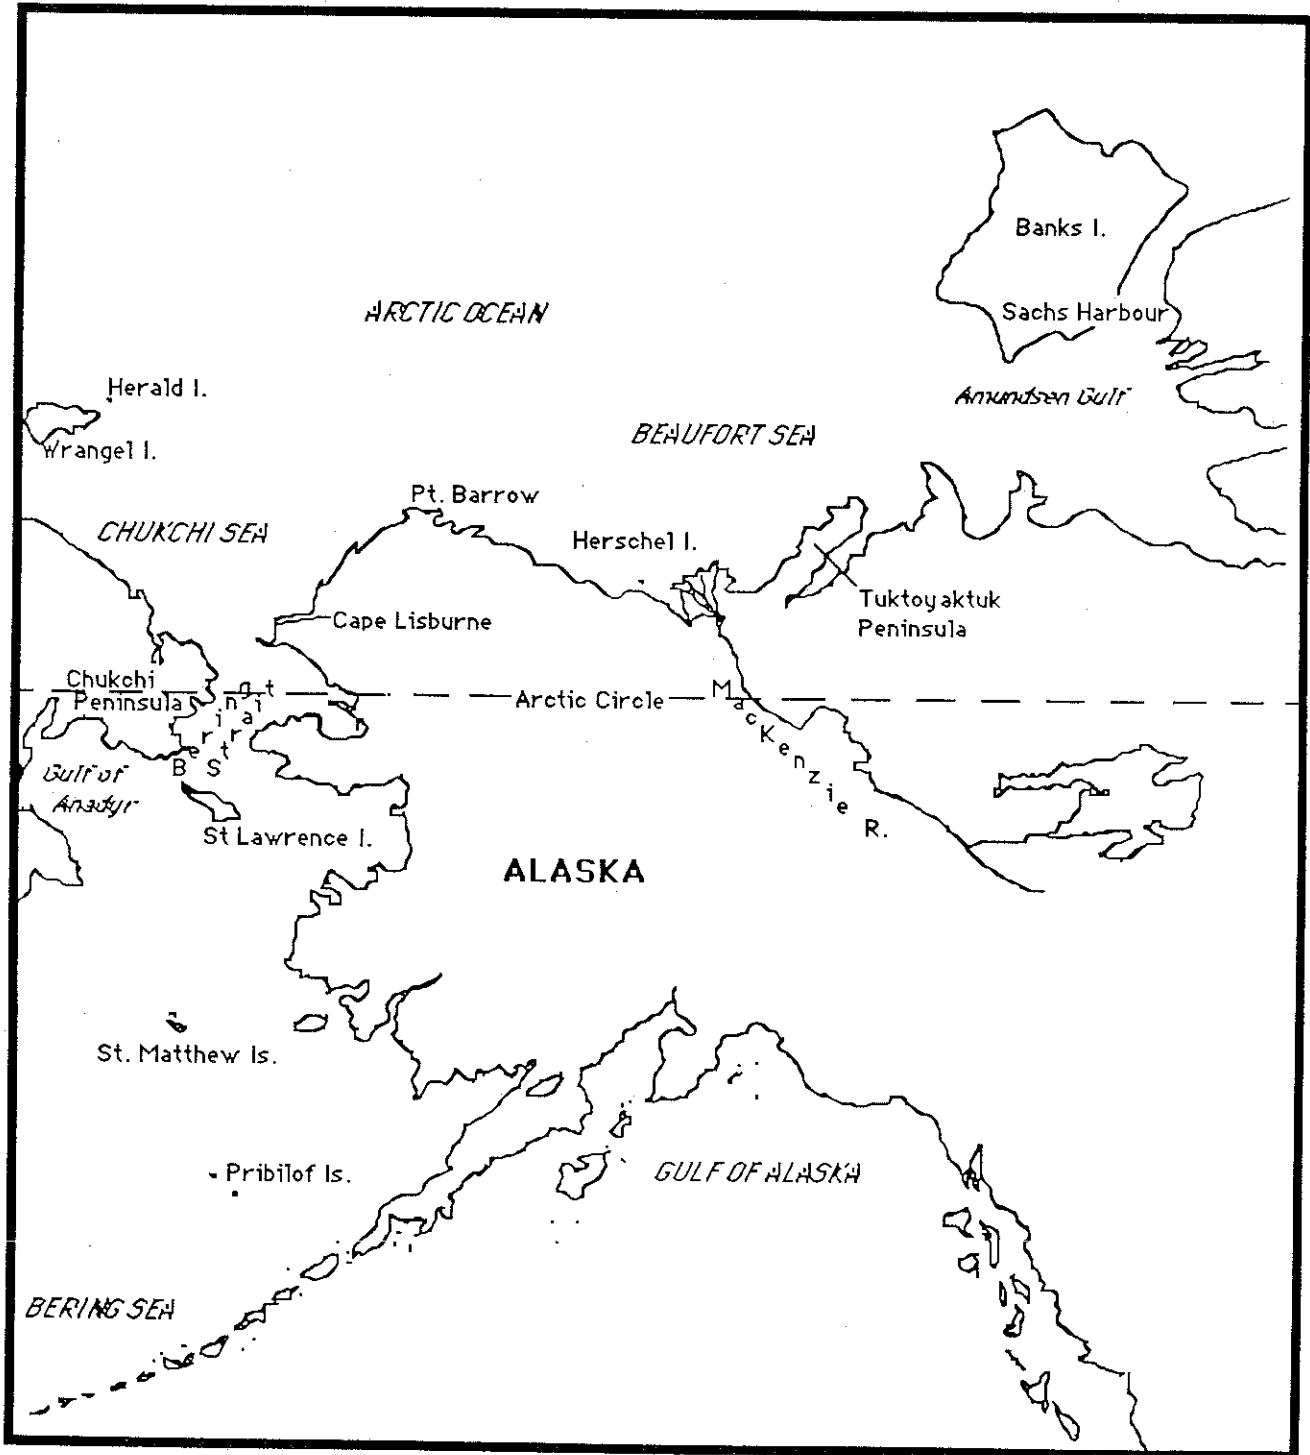 Banks I.
Sachs Harbour
ARCTIC OCEAN
Herald I.
Amundsen Gulf
BEAUFORT SEA
Wrangel I.
Pt. Barrow
CHUKCHI SEA
Herschel I.
Tuktoyaktuk
Peninsula
Cape Lisburne
Chukchi
Peninsula
Arctic Circle
MacKenzie R.
Bering
Strait
Gulf of
Anadyr
St Lawrence I.
ALASKA
St. Matthew Is.
Pribilof Is.
GULF OF ALASKA
BERING SEA